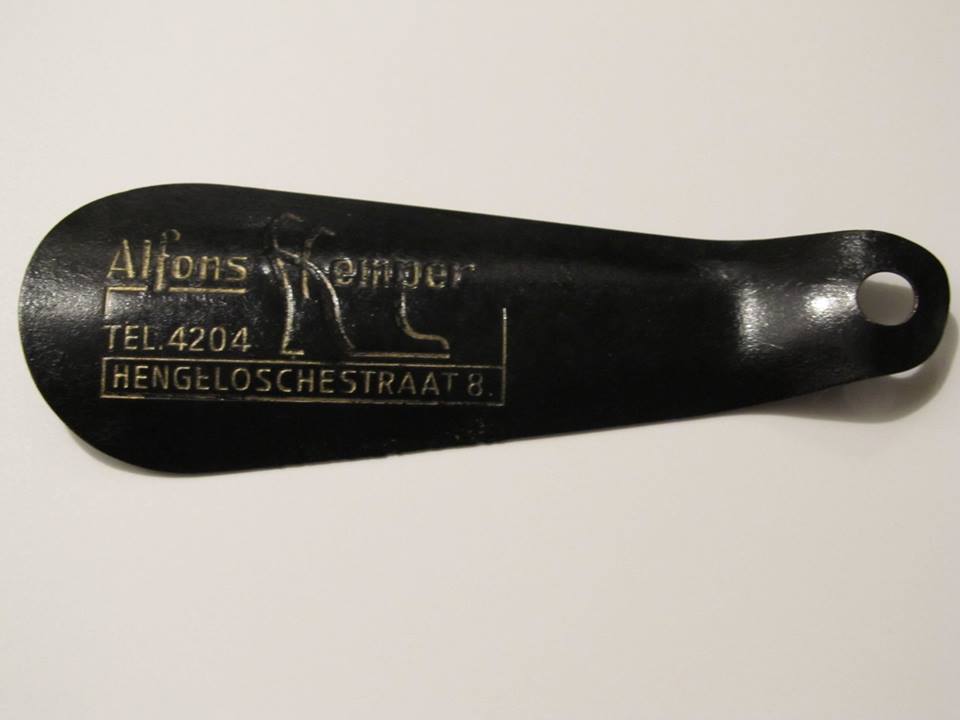 Alfons Kemper
TEL. 4204
HENGELOSCHESTRAAT 8.